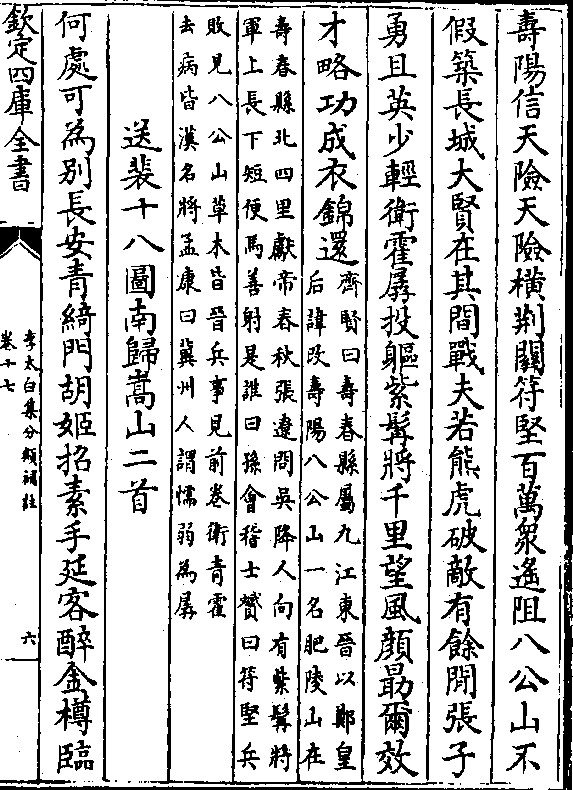 壽陽信天險天險橫荆關符堅百萬衆遙阻八公山不
假築長城大賢在其間戰夫若熊虎破敵有餘閒張子
勇且英少輕衛霍孱投軀紫髯將千里望風顔勗爾效
才略功成衣錦還
齊賢曰壽春縣屬九江東晉以鄭皇
后諱改壽陽八公山一名肥陵山在
壽春縣北四里獻帝春秋張遼問吳降人向有紫髯將
軍上長下短便馬善射是誰曰孫會稽士贇曰符堅兵
敗見八公山草木皆晉兵事見前卷衛青霍
去病皆漢名將孟康曰冀州人謂懦弱為孱
送裴十八圖南歸嵩山二首
何處可為別長安青綺門胡姬招素手延客醉金樽臨
欽定四庫全書
李太白集分類補註
卷十七
六